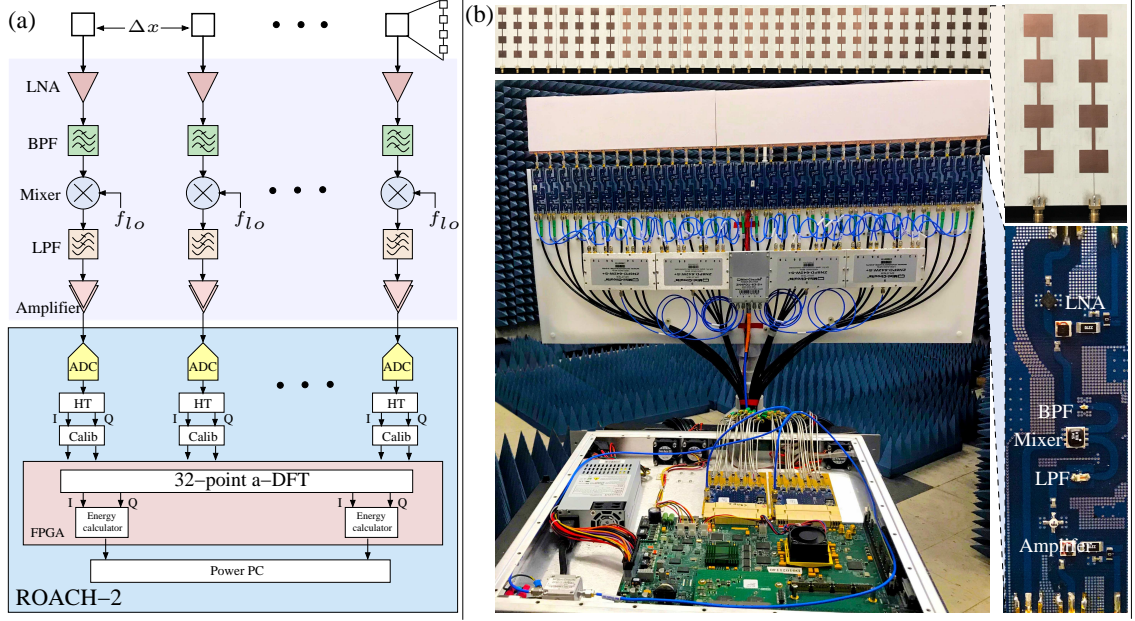 (a)
Δx
LNA
BPF
Mixer
f_lo
f_lo
f_lo
LPF
Amplifier
ADC
ADC
ADC
HT
HT
HT
I Q
I Q
I Q
Calib
Calib
Calib
32-point a-DFT
I Q
I Q
Energy calculator
Energy calculator
FPGA
Power PC
ROACH-2
(b)
LNA
BPF
Mixer
LPF
Amplifer